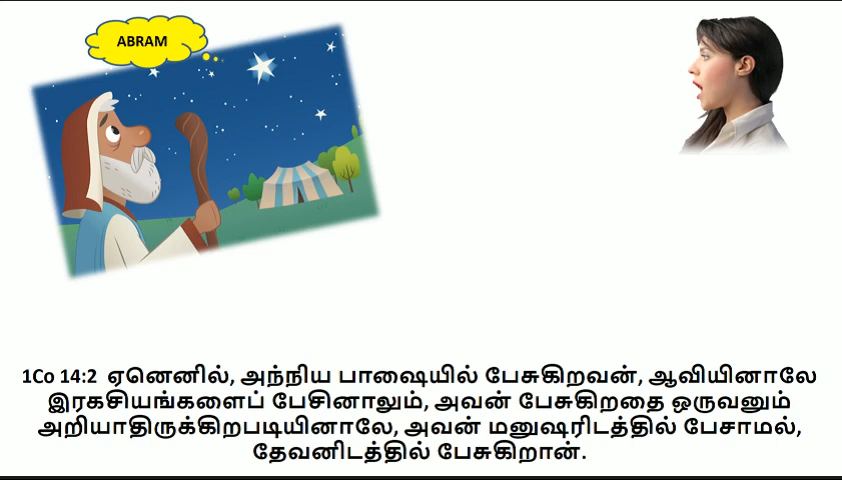 ABRAM
1Co 14:2 ஏனெனில், அந்நிய பாஷையில் பேசுகிறவன், ஆவியினாலே
இரகசியங்களைப் பேசினாலும், அவன் பேசுகிறதை ஒருவனும்
அறியாதிருக்கிறபடியினாலே, அவன் மனுஷரிடத்தில் பேசாமல்,
தேவனிடத்தில் பேசுகிறான்.